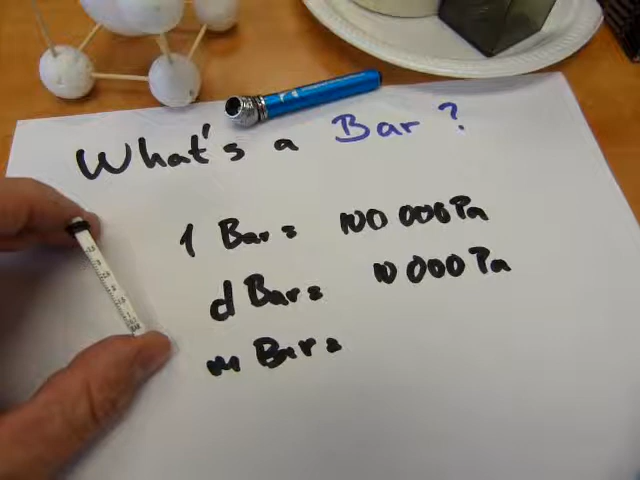 What's a Bar?
1 Bar = 100 000 Pa
d Bar = 10 000 Pa
m Bar =